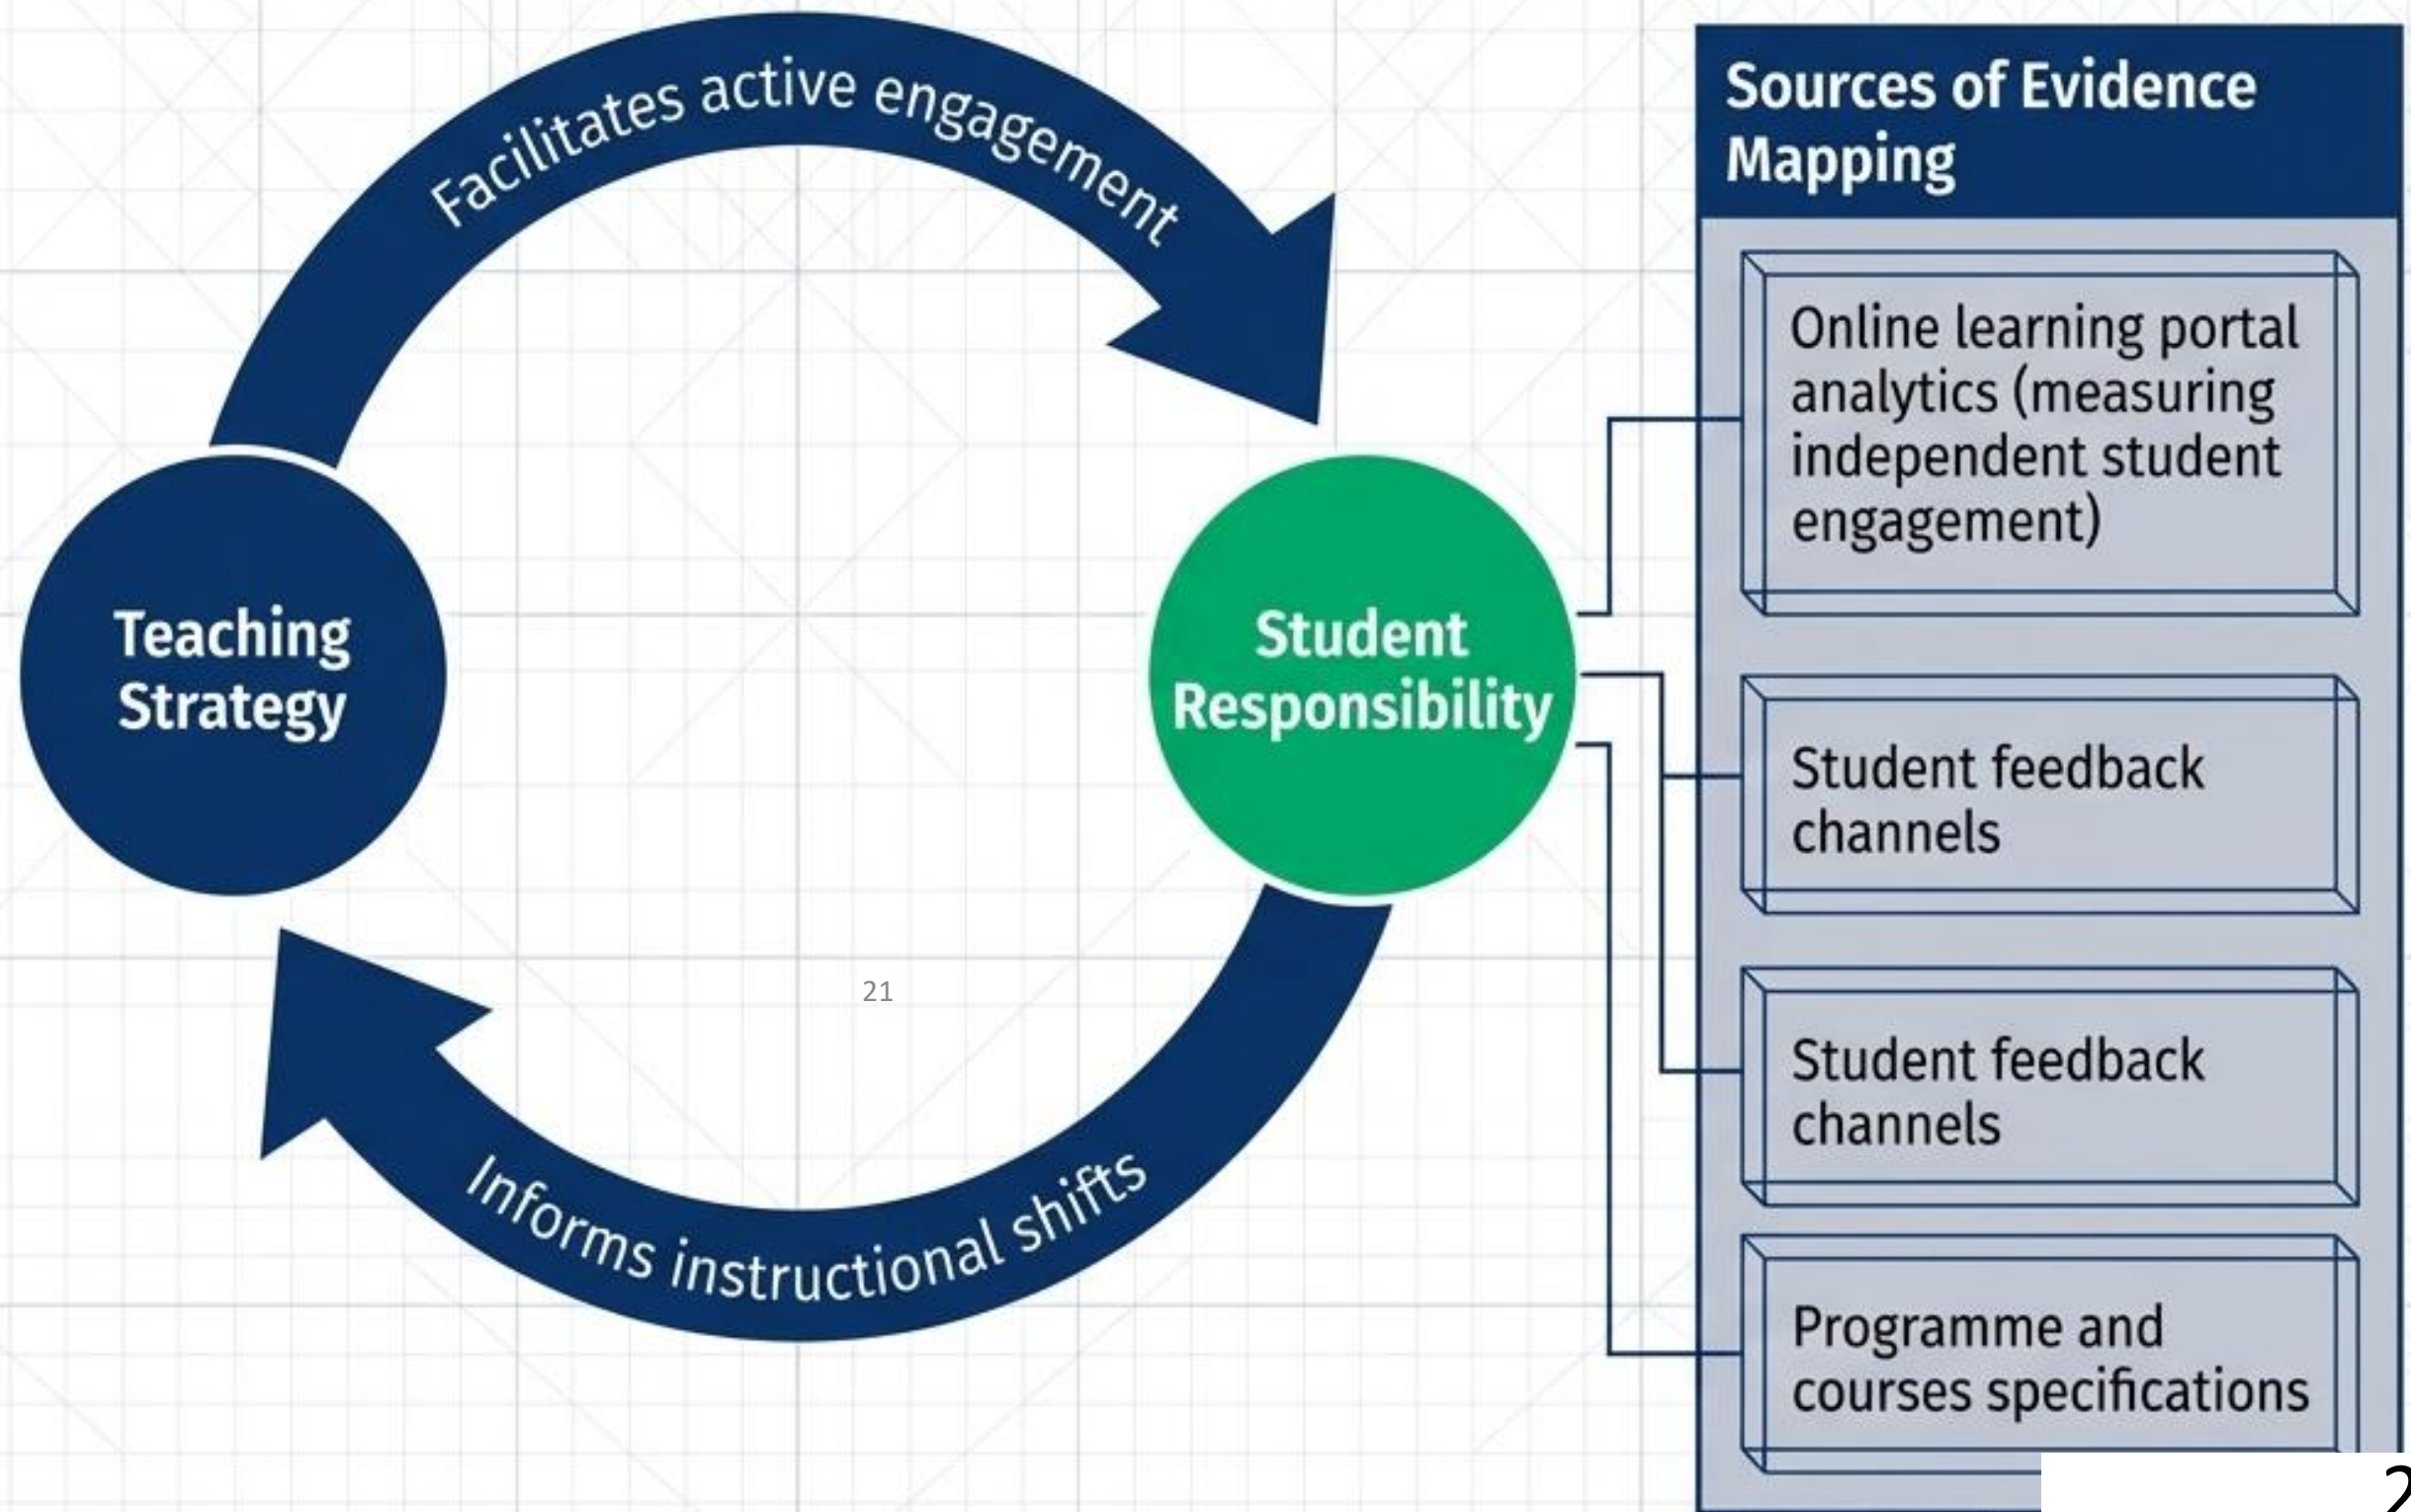 Facilitates active engagement
Teaching
Strategy
Student
Responsibility
21
Informs instructional shifts
Sources of Evidence
Mapping
Online learning portal
analytics (measuring
independent student
engagement)
Student feedback
channels
Student feedback
channels
Programme and
courses specifications